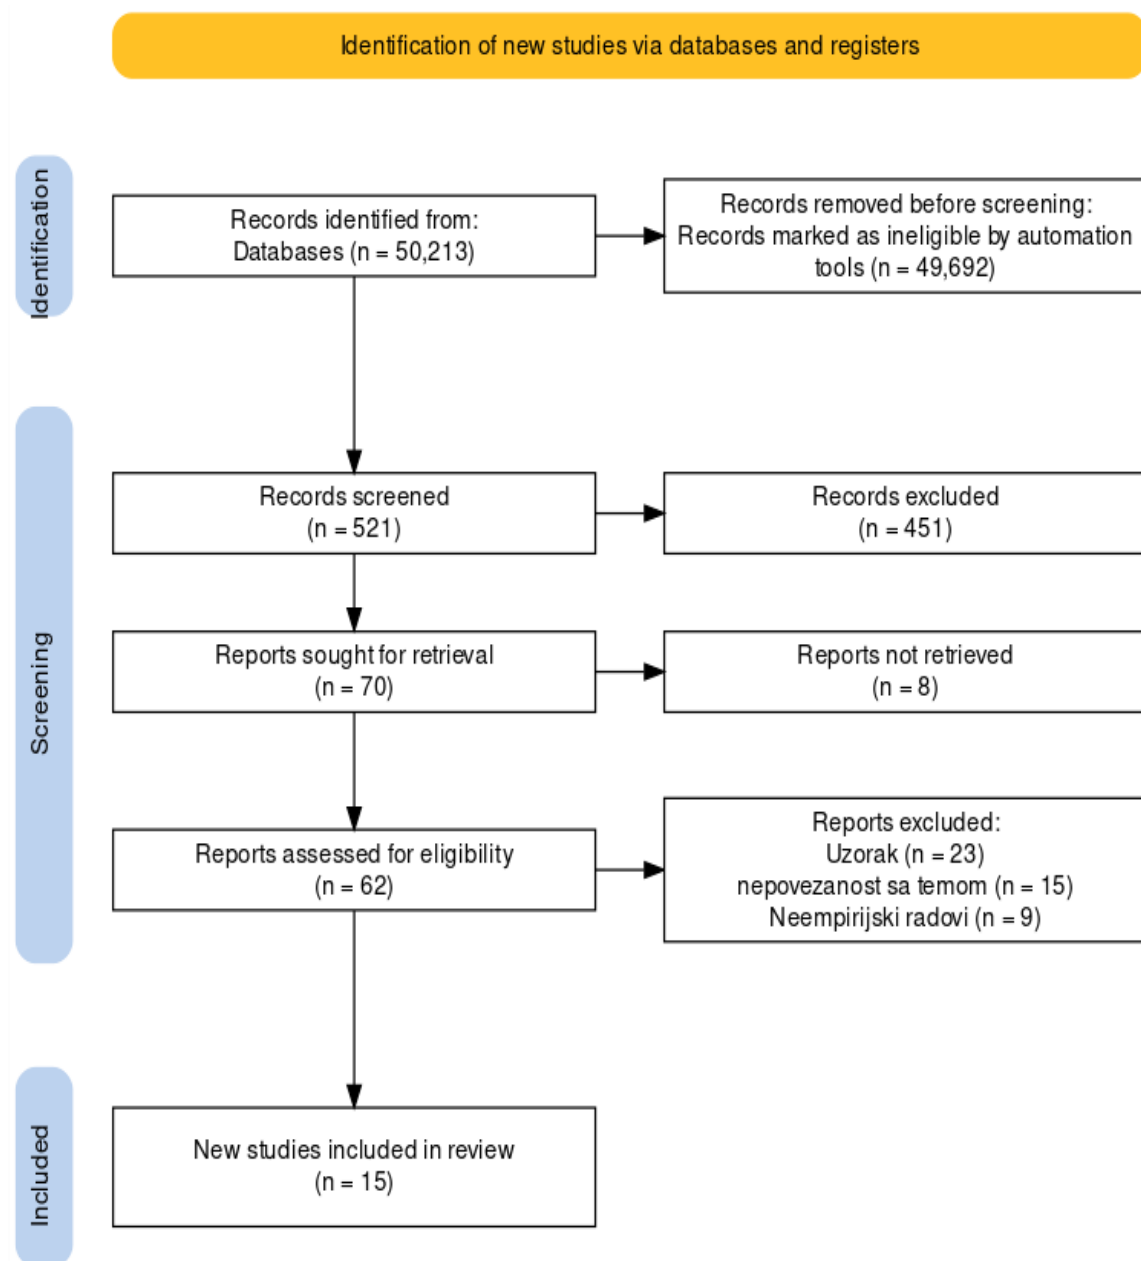 Identification of new studies via databases and registers
Identification
Records identified from:
Databases (n = 50,213)
Records removed before screening:
Records marked as ineligible by automation
tools (n = 49,692)
Screening
Records screened
(n = 521)
Records excluded
(n = 451)
Reports sought for retrieval
(n = 70)
Reports not retrieved
(n = 8)
Reports assessed for eligibility
(n = 62)
Reports excluded:
Uzorak (n = 23)
nepovezanost sa temom (n = 15)
Neempirijski radovi (n = 9)
Included
New studies included in review
(n = 15)